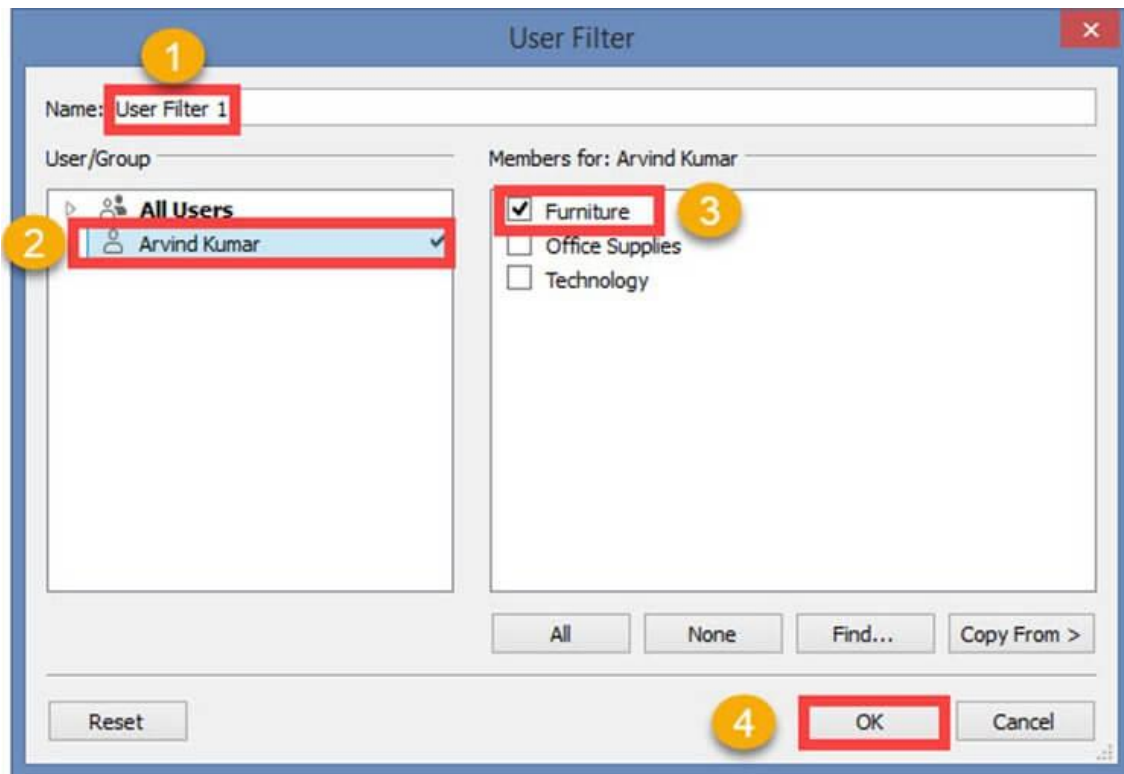 User Filter
1
Name: User Filter 1
User/Group
Members for: Arvind Kumar
All Users
2
Arvind Kumar
Furniture
3
Office Supplies
Technology
All
None
Find...
Copy From >
Reset
4
OK
Cancel